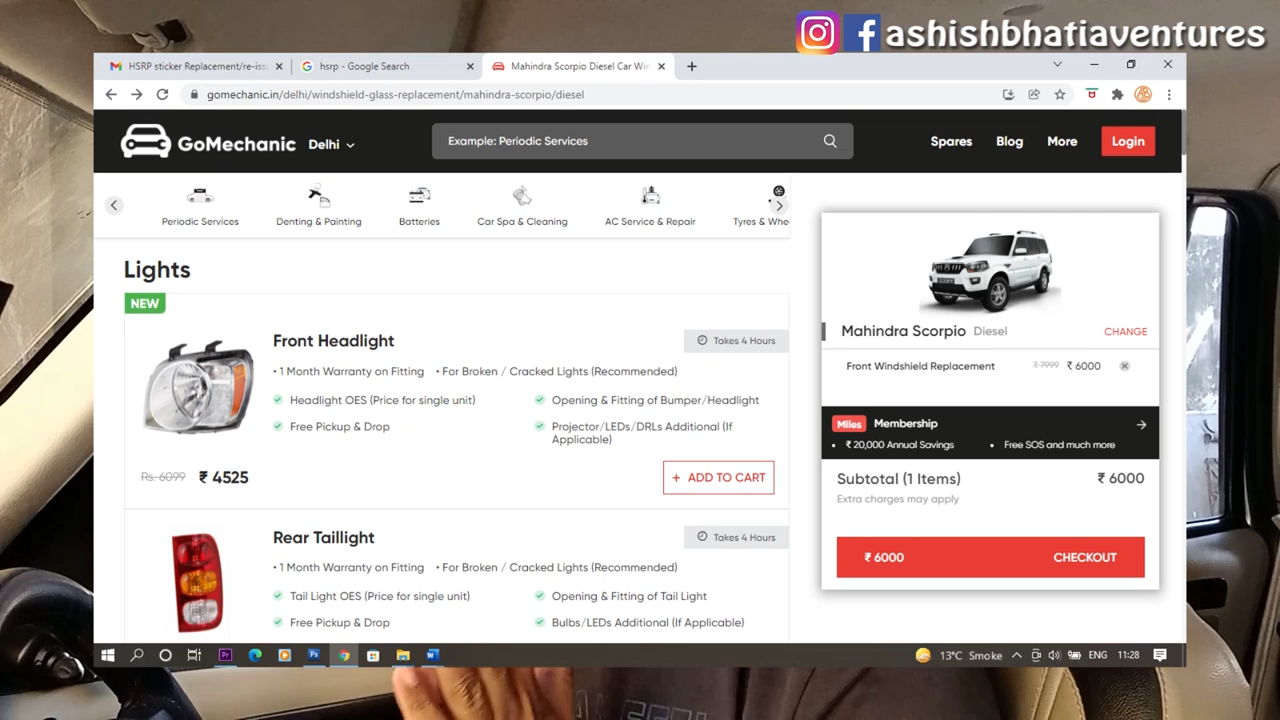 ashishbhatiaventures
HSRP sticker Replacement/re-iss
hsrp - Google Search
Mahindra Scorpio Diesel Car Win
gomechanic.in/delhi/windshield-glass-replacement/mahindra-scorpio/diesel
GoMechanic
Delhi
Example: Periodic Services
Spares
Blog
More
Login
Periodic Services
Denting & Painting
Batteries
Car Spa & Cleaning
AC Service & Repair
Tyres & Whe
Lights
NEW
Front Headlight
Takes 4 Hours
• 1 Month Warranty on Fitting
• For Broken / Cracked Lights (Recommended)
Headlight OES (Price for single unit)
Opening & Fitting of Bumper/Headlight
Free Pickup & Drop
Projector/LEDs/DRLs Additional (If
Applicable)
Rs. 6099
₹ 4525
+ ADD TO CART
Rear Taillight
Takes 4 Hours
• 1 Month Warranty on Fitting
• For Broken / Cracked Lights (Recommended)
Tail Light OES (Price for single unit)
Opening & Fitting of Tail Light
Free Pickup & Drop
Bulbs/LEDs Additional (If Applicable)
Mahindra Scorpio Diesel
CHANGE
Front Windshield Replacement
₹ 7999
₹ 6000
Miles Membership
• ₹ 20,000 Annual Savings
• Free SOS and much more
Subtotal (1 Items)
₹ 6000
Extra charges may apply
₹ 6000
CHECKOUT
13°C Smoke
ENG
11:28